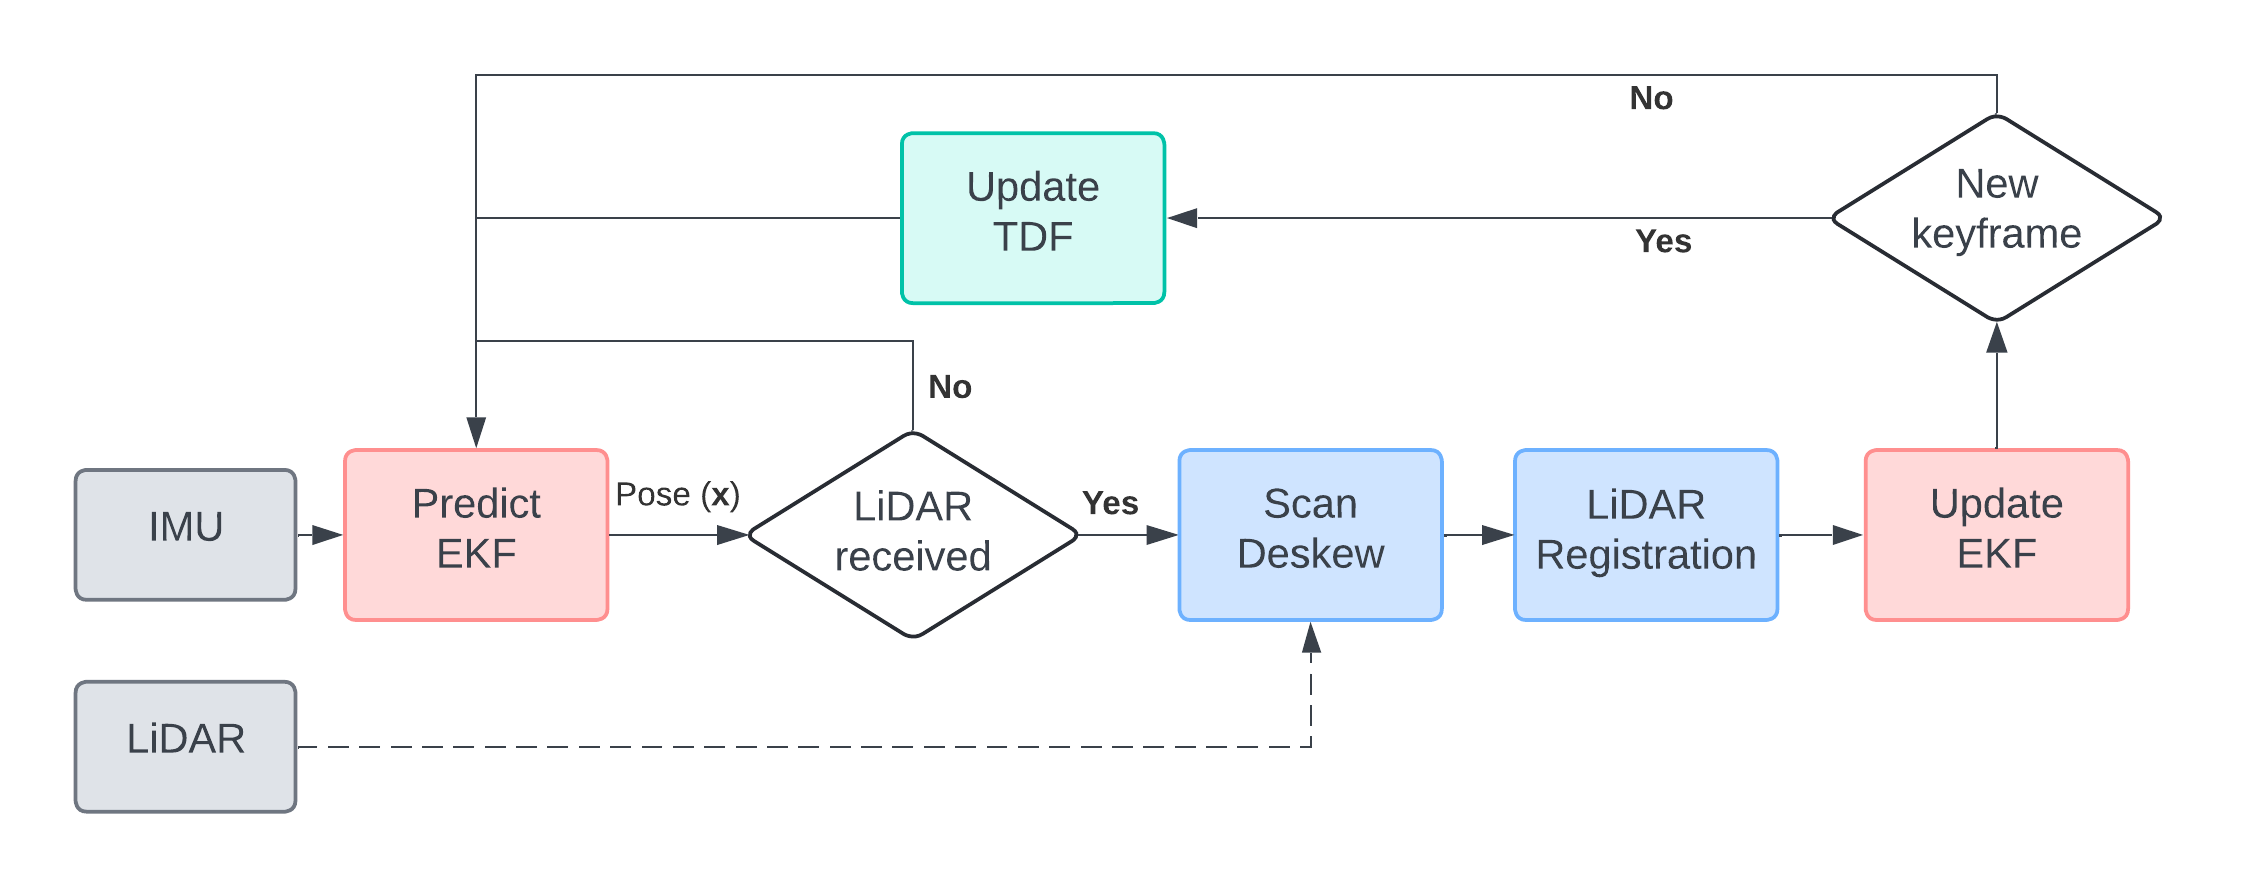 No
New
keyframe
Update
TDF
Yes
No
IMU
Predict
EKF
Pose (x)
LiDAR
received
Yes
Scan
Deskew
LiDAR
Registration
Update
EKF
LiDAR